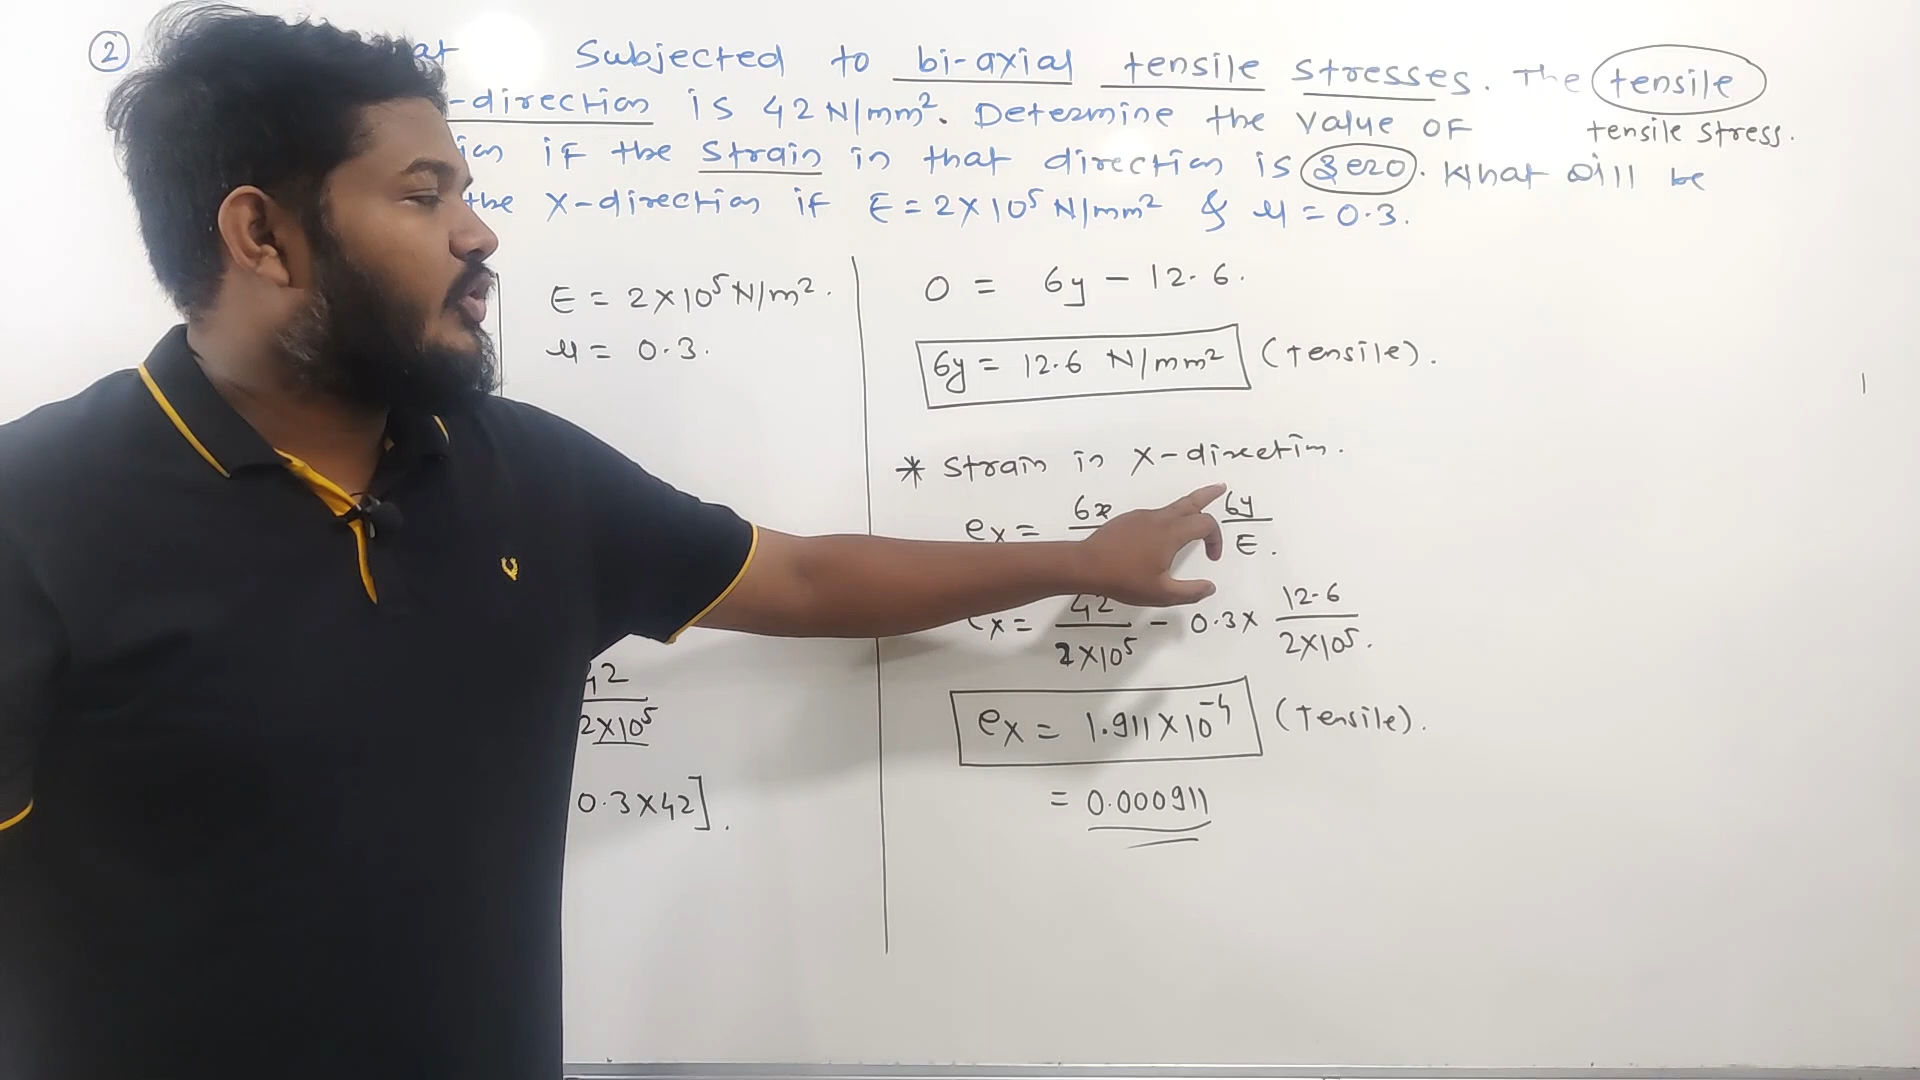 ② at Subjected to bi-axial tensile stresses. The tensile
-direction is 42 N/mm². Determine the value of tensile stress.
if the strain in that direction is zero. What will be
the X-direction if E = 2×10⁵ N/mm² & μ = 0.3.
E = 2×10⁵ N/m².
μ = 0.3.
2×10⁵
0.3×42].
0 = 6y - 12.6.
6y = 12.6 N/mm² (tensile).
* Strain in X-direction.
ex = 6x 6y
E.
x = 42 - 0.3× 12.6
2×10⁵ 2×10⁵.
ex = 1.911×10⁻⁴ (Tensile).
= 0.000911